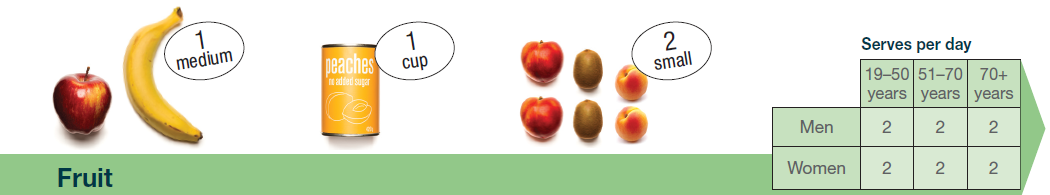 1
medium
peaches
no added sugar
1
cup
2
small
Fruit
Serves per day
19–50 51–70 70+
years years years
Men 2 2 2
Women 2 2 2